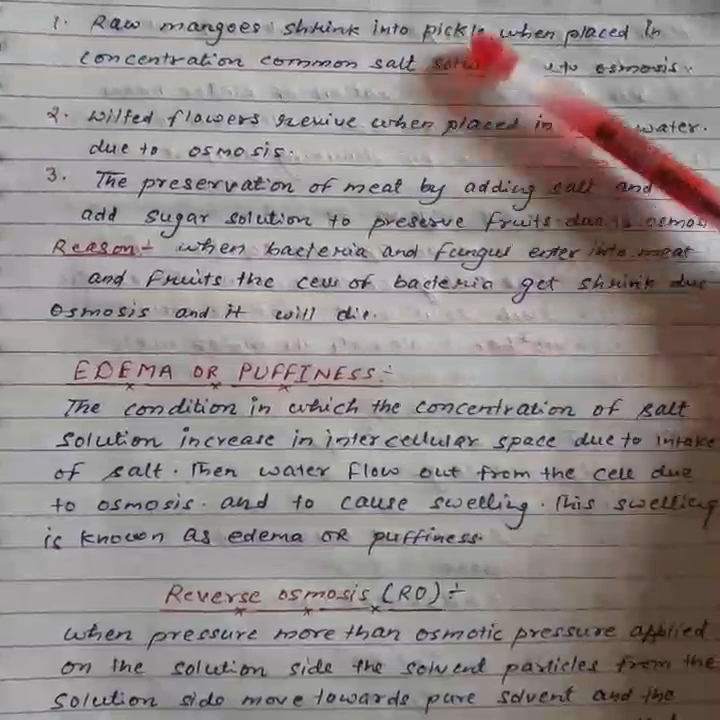 1. Raw mangoes shrink into pickle when placed in
concentration common salt to osmosis.
2. Wilted flowers revive when placed in water.
due to osmosis.
3. The preservation of meat by adding salt and
add sugar solution to preserve fruits due to osmo
Reason:- when bacteria and fungus enter into meat
and fruits the cell of bacteria get shrink due
osmosis and it will die.
EDEMA OR PUFFINESS:-
The condition in which the concentration of salt
solution increase in intercellular space due to intake
of salt. Then water flow out from the cell due
to osmosis. and to cause swelling. This swelling
is known as edema OR puffiness.
Reverse osmosis (RO):-
when pressure more than osmotic pressure applied
on the solution side the solvent particles from the
solution side move towards pure solvent and the